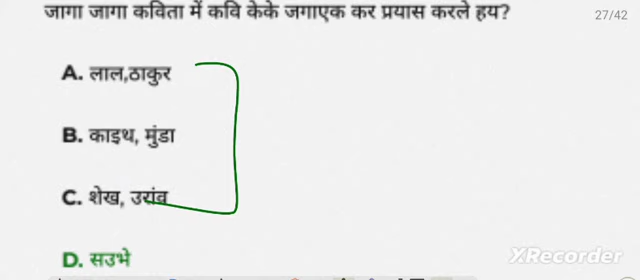 जागा जागा कविता में कवि केके जगाएक कर प्रयास करले हय?
27/42
A. लाल,ठाकुर
B. काइथ, मुंडा
C. शेख, उरांव
D. सउभे
XRecorder